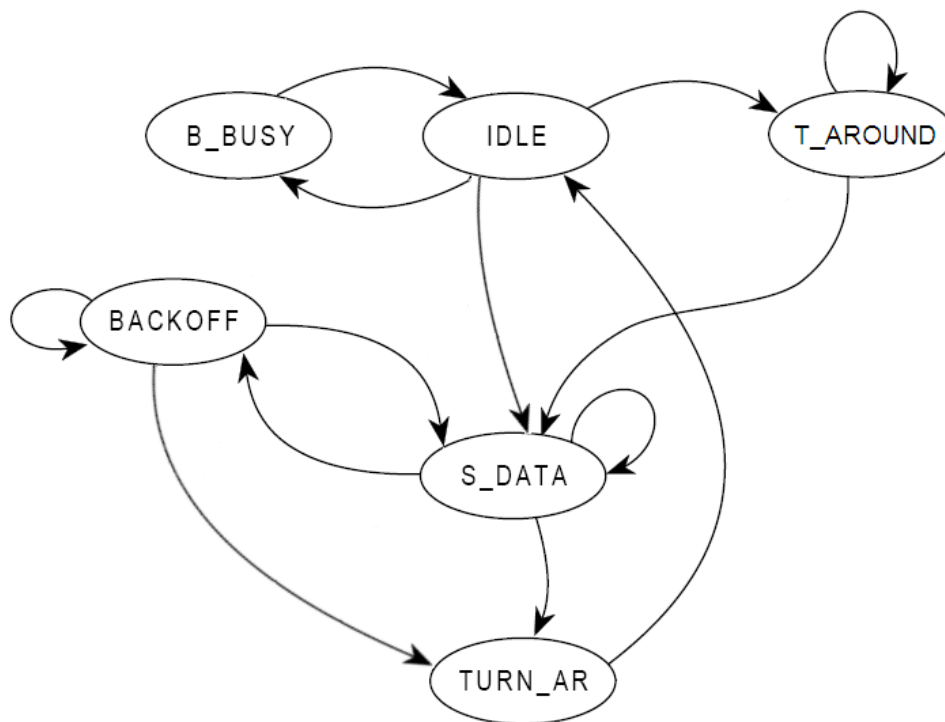 B_BUSY
IDLE
T_AROUND
BACKOFF
S_DATA
TURN_AR